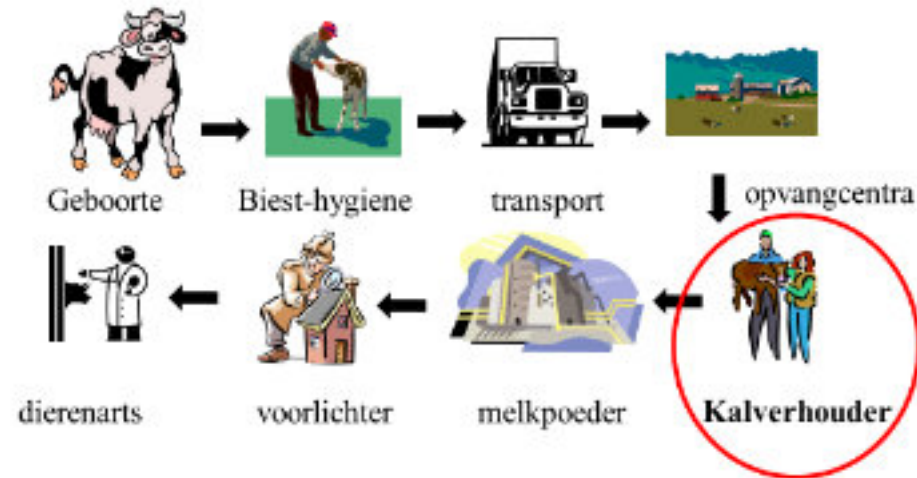 Geboorte
Biest-hygiene
transport
opvangcentra
dierenarts
voorlichter
melkpoeder
Kalverhouder